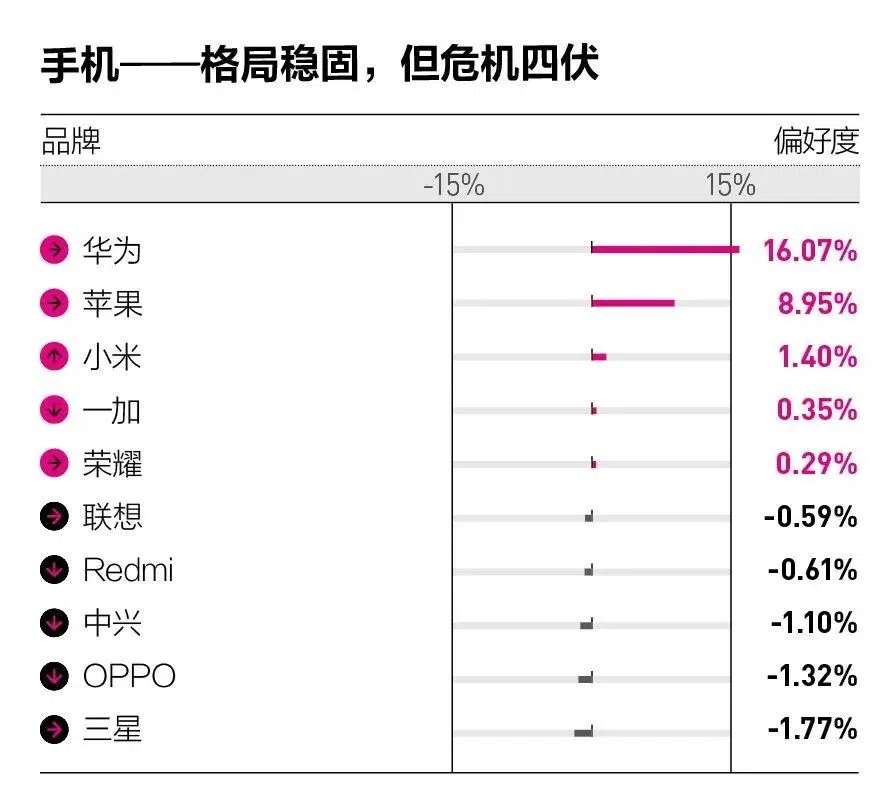 手机——格局稳固，但危机四伏
品牌 偏好度
-15% 15%
华为 16.07%
苹果 8.95%
小米 1.40%
一加 0.35%
荣耀 0.29%
联想 -0.59%
Redmi -0.61%
中兴 -1.10%
OPPO -1.32%
三星 -1.77%